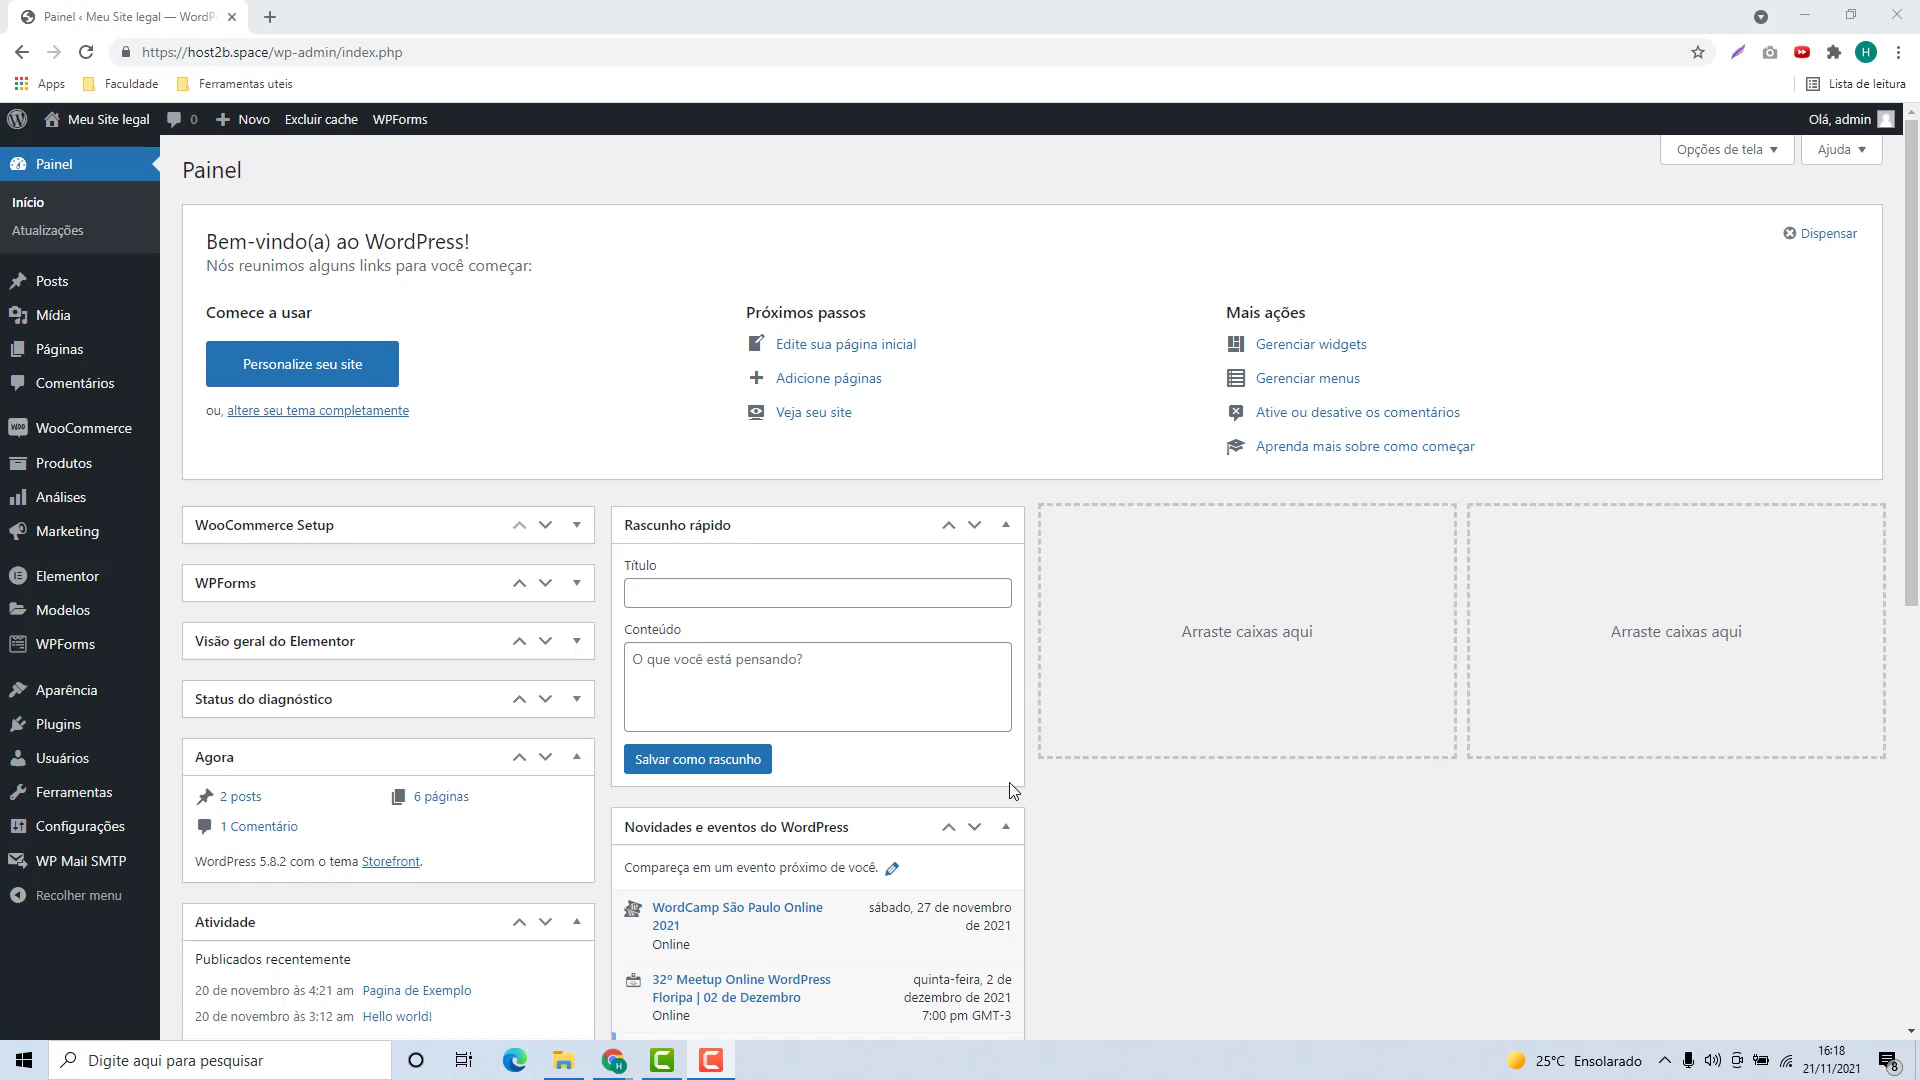 Painel ‹ Meu Site legal — WordP
https://host2b.space/wp-admin/index.php
H
Apps
Faculdade
Ferramentas uteis
Lista de leitura
Meu Site legal
0
Novo
Excluir cache
WPForms
Olá, admin
Painel
Início
Atualizações
Posts
Mídia
Páginas
Comentários
WooCommerce
Produtos
Análises
Marketing
Elementor
Modelos
WPForms
Aparência
Plugins
Usuários
Ferramentas
Configurações
WP Mail SMTP
Recolher menu
Opções de tela
Ajuda
Painel
Bem-vindo(a) ao WordPress!
Nós reunimos alguns links para você começar:
Dispensar
Comece a usar
Personalize seu site
ou, altere seu tema completamente
Próximos passos
Edite sua página inicial
Adicione páginas
Veja seu site
Mais ações
Gerenciar widgets
Gerenciar menus
Ative ou desative os comentários
Aprenda mais sobre como começar
WooCommerce Setup
WPForms
Visão geral do Elementor
Status do diagnóstico
Agora
2 posts
6 páginas
1 Comentário
WordPress 5.8.2 com o tema Storefront.
Atividade
Publicados recentemente
20 de novembro às 4:21 am Pagina de Exemplo
20 de novembro às 3:12 am Hello world!
Rascunho rápido
Título
Conteúdo
O que você está pensando?
Salvar como rascunho
Novidades e eventos do WordPress
Compareça em um evento próximo de você.
WordCamp São Paulo Online
2021
Online
sábado, 27 de novembro
de 2021
32º Meetup Online WordPress
Floripa | 02 de Dezembro
Online
quinta-feira, 2 de
dezembro de 2021
7:00 pm GMT-3
Arraste caixas aqui
Arraste caixas aqui
Digite aqui para pesquisar
25°C Ensolarado
16:18
21/11/2021
8